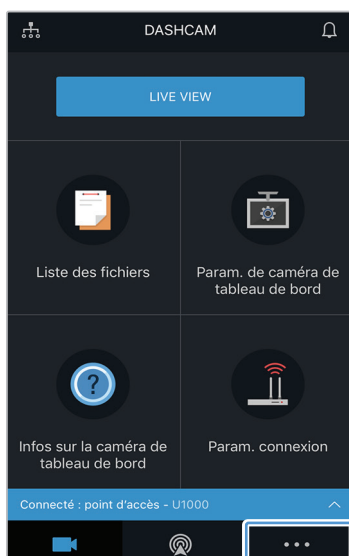 DASHCAM
LIVE VIEW
Liste des fichiers
Param. de caméra de
tableau de bord
Infos sur la caméra de
tableau de bord
Param. connexion
Connecté : point d'accès - U1000